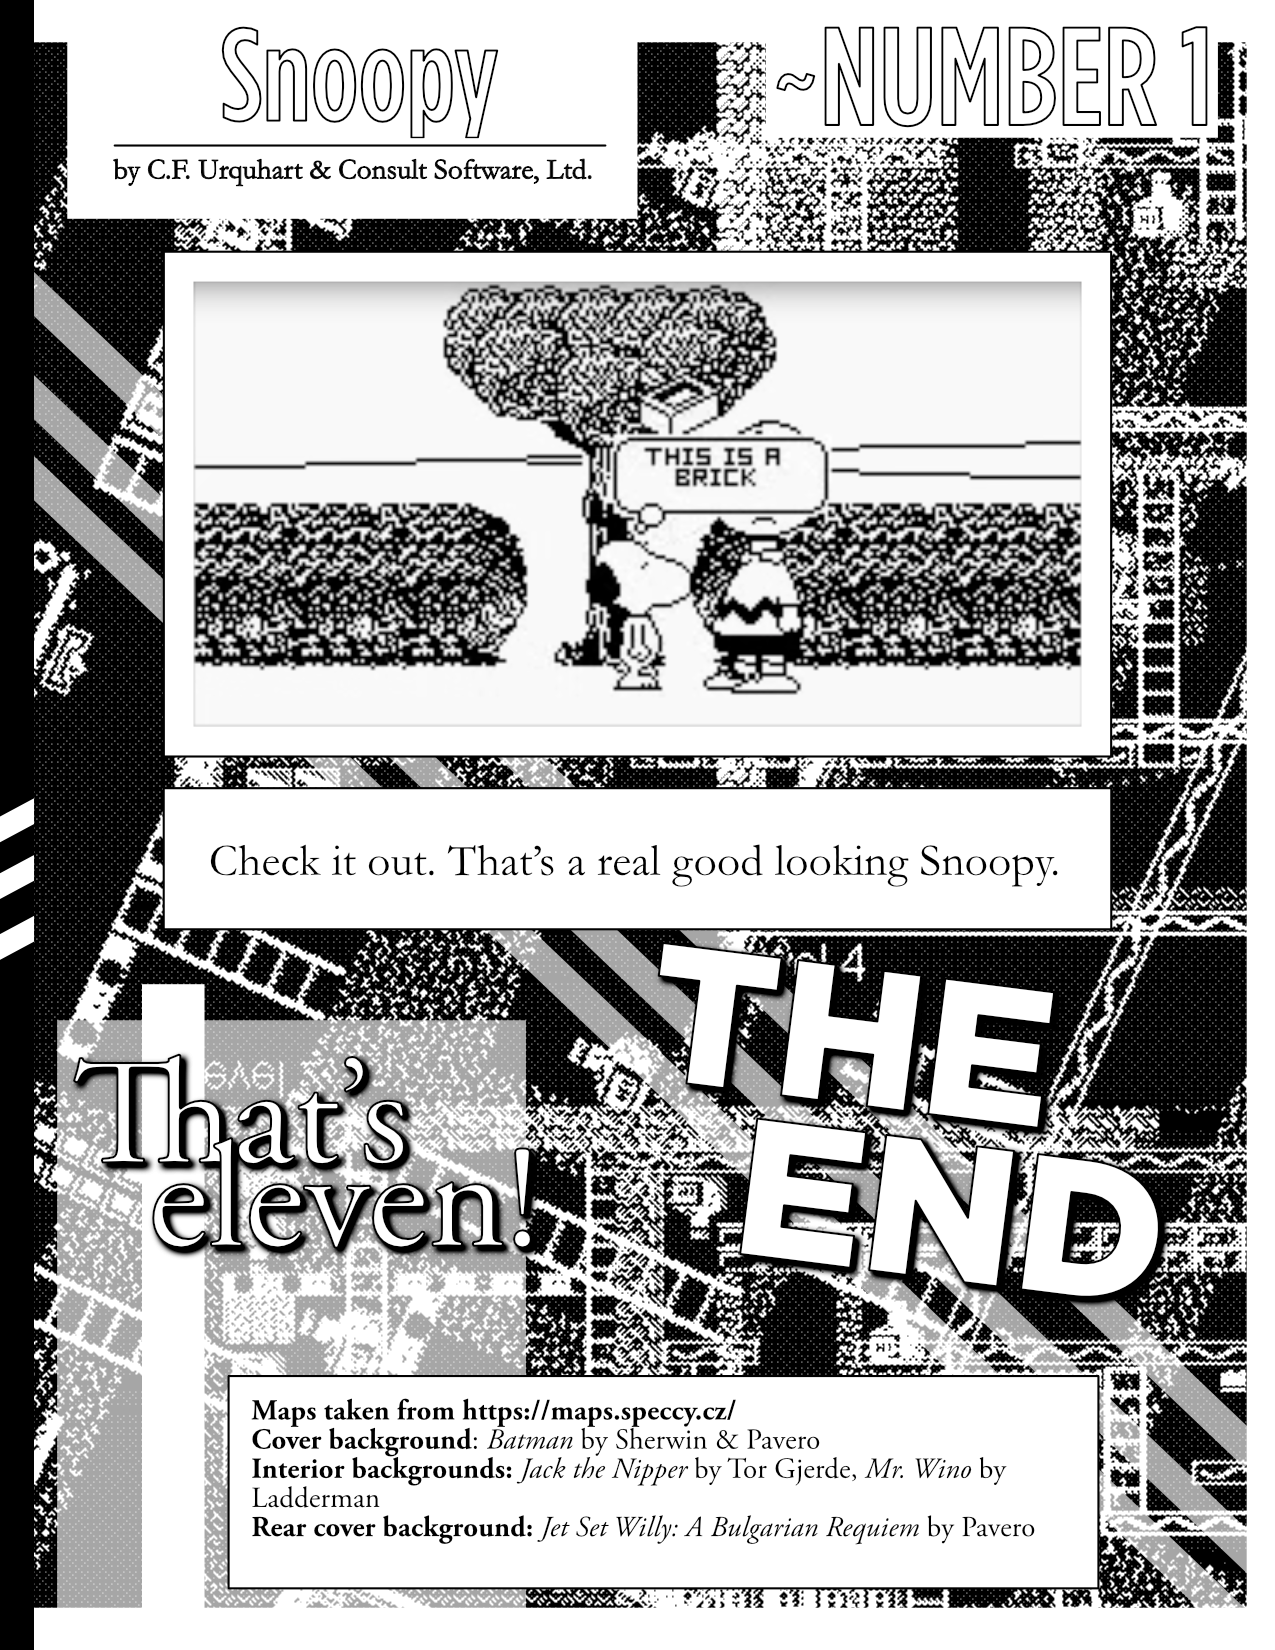 Snoopy
~NUMBER 1
by C.F. Urquhart & Consult Software, Ltd.
THIS IS A
BRICK
Check it out. That's a real good looking Snoopy.
THE
END
That's
eleven!
Maps taken from https://maps.speccy.cz/
Cover background: Batman by Sherwin & Pavero
Interior backgrounds: Jack the Nipper by Tor Gjerde, Mr. Wino by
Ladderman
Rear cover background: Jet Set Willy: A Bulgarian Requiem by Pavero